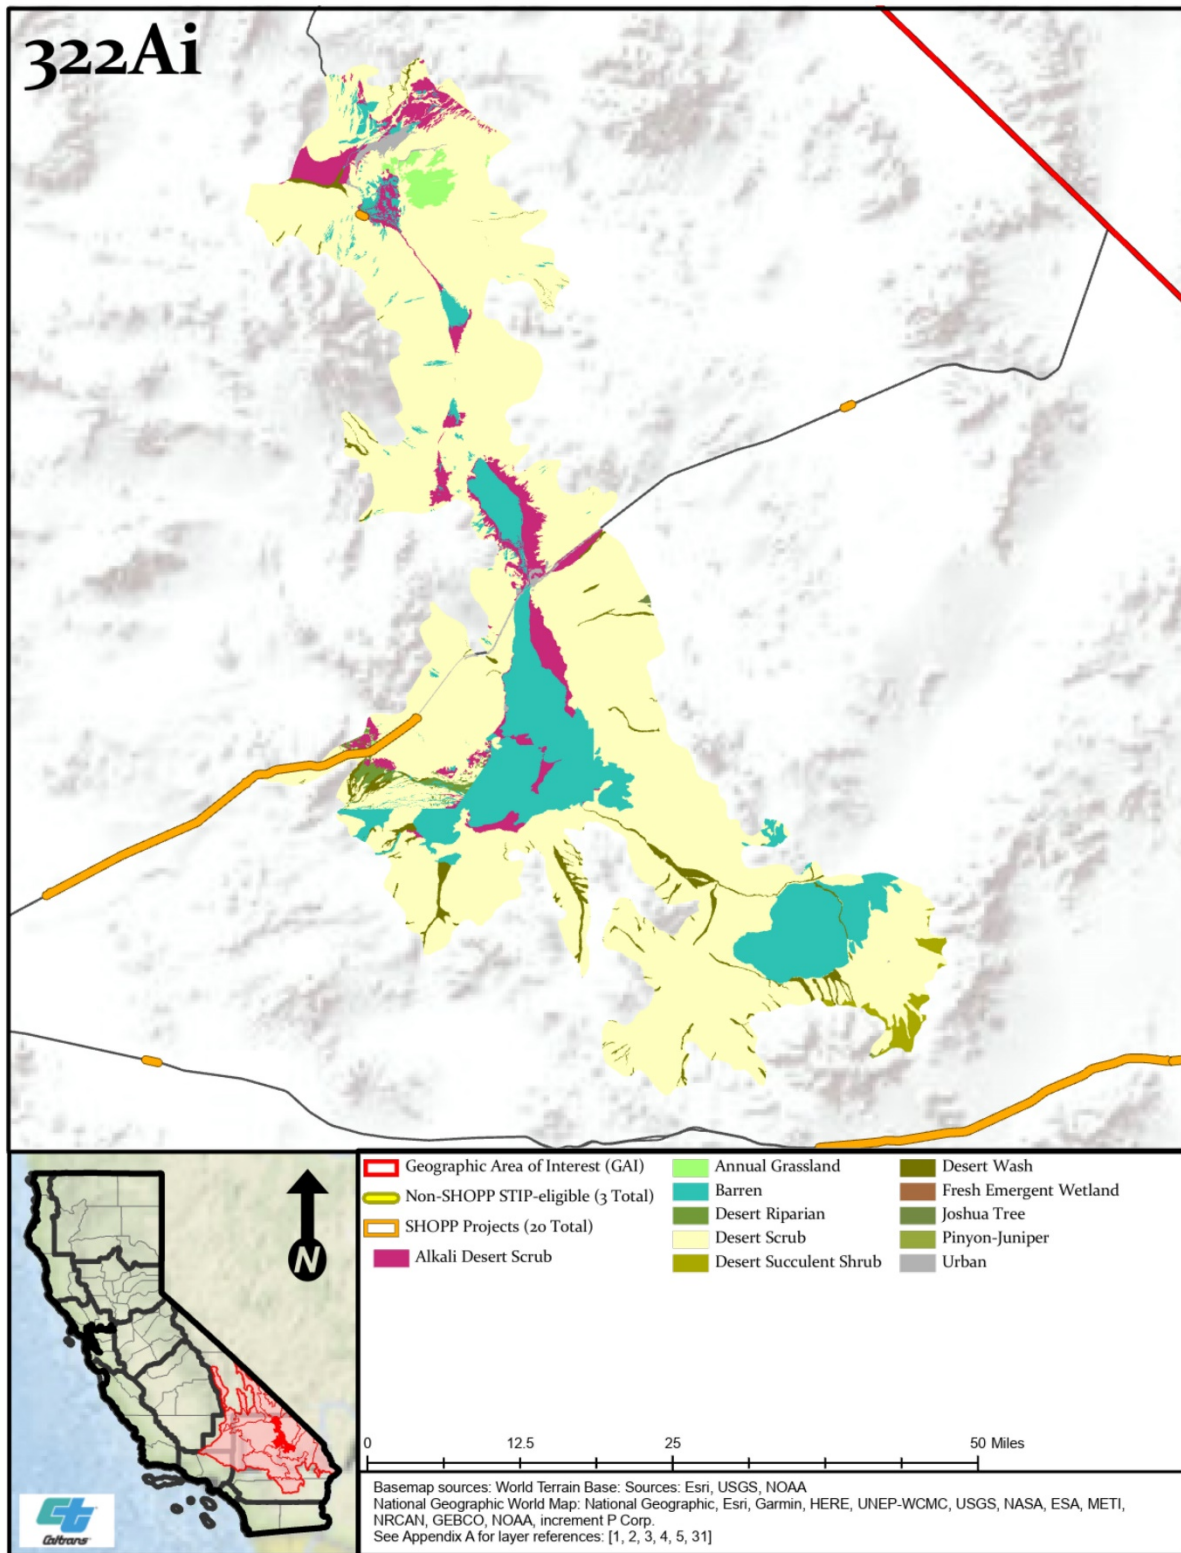 322Ai
Geographic Area of Interest (GAI)
Non-SHOPP STIP-eligible (3 Total)
SHOPP Projects (20 Total)
Alkali Desert Scrub
Annual Grassland
Barren
Desert Riparian
Desert Scrub
Desert Succulent Shrub
Desert Wash
Fresh Emergent Wetland
Joshua Tree
Pinyon-Juniper
Urban
N
0 12.5 25 50 Miles
Basemap sources: World Terrain Base: Sources: Esri, USGS, NOAA
National Geographic World Map: National Geographic, Esri, Garmin, HERE, UNEP-WCMC, USGS, NASA, ESA, METI,
NRCAN, GEBCO, NOAA, increment P Corp.
See Appendix A for layer references: [1, 2, 3, 4, 5, 31]
Caltrans